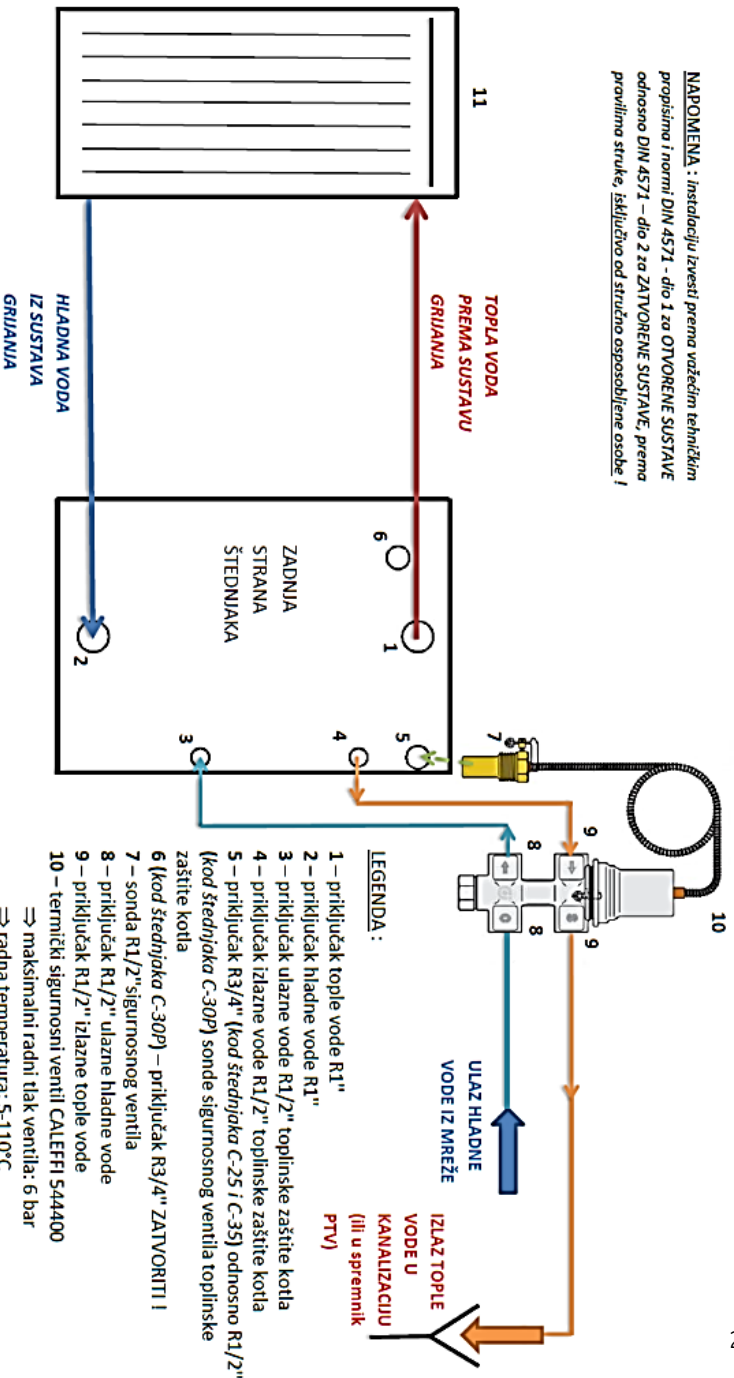 NAPOMENA : instalaciju izvesti prema važećim tehničkim
propisima i normi DIN 4571 - dio 1 za OTVORENE SUSTAVE
odnosno DIN 4571 – dio 2 za ZATVORENE SUSTAVE, prema
pravilima struke, isključivo od stručno osposobljene osobe !
11
TOPLA VODA
PREMA SUSTAVU
GRIJANJA
HLADNA VODA
IZ SUSTAVA
GRIJANJA
ZADNJA
STRANA
ŠTEDNJAKA
6
1
2
5
4
3
7
10
9
9
8
8
ULAZ HLADNE
VODE IZ MREŽE
IZLAZ TOPLE
VODE U
KANALIZACIJU
(ili u spremnik
PTV)
LEGENDA :
1 – priključak tople vode R1"
2 – priključak hladne vode R1"
3 – priključak ulazne vode R1/2" toplinske zaštite kotla
4 – priključak izlazne vode R1/2" toplinske zaštite kotla
5 – priključak R3/4" (kod štednjaka C-25 i C-35) odnosno R1/2"
(kod štednjaka C-30P) sonde sigurnosnog ventila toplinske
zaštite kotla
6 (kod štednjaka C-30P) – priključak R3/4" ZATVORITI !
7 – sonda R1/2"sigurnosnog ventila
8 – priključak R1/2" ulazne hladne vode
9 – priključak R1/2" izlazne tople vode
10 – termički sigurnosni ventil CALEFFI 544400
⇒ maksimalni radni tlak ventila: 6 bar
⇒ radna temperatura: 5-110°C